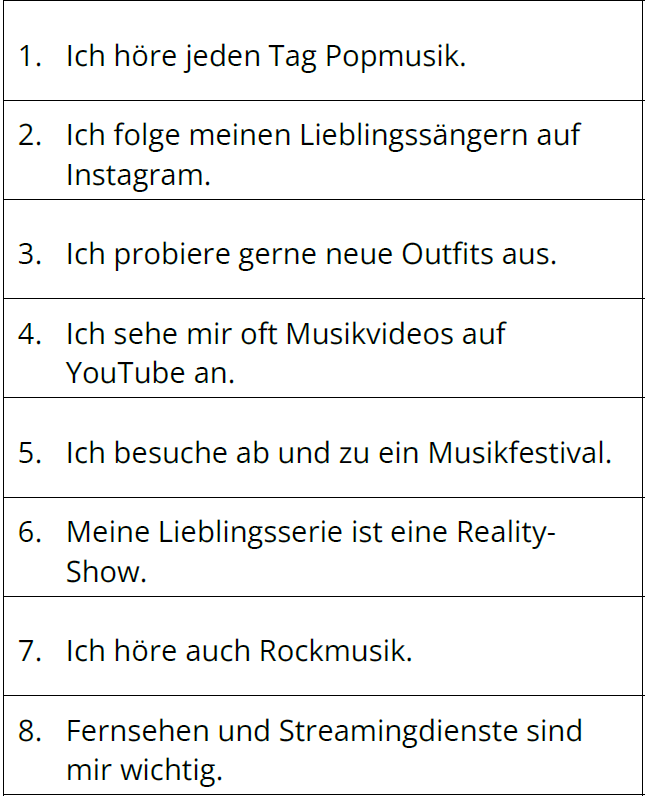 1. Ich höre jeden Tag Popmusik.
2. Ich folge meinen Lieblingssängern auf
Instagram.
3. Ich probiere gerne neue Outfits aus.
4. Ich sehe mir oft Musikvideos auf
YouTube an.
5. Ich besuche ab und zu ein Musikfestival.
6. Meine Lieblingsserie ist eine Reality-
Show.
7. Ich höre auch Rockmusik.
8. Fernsehen und Streamingdienste sind
mir wichtig.